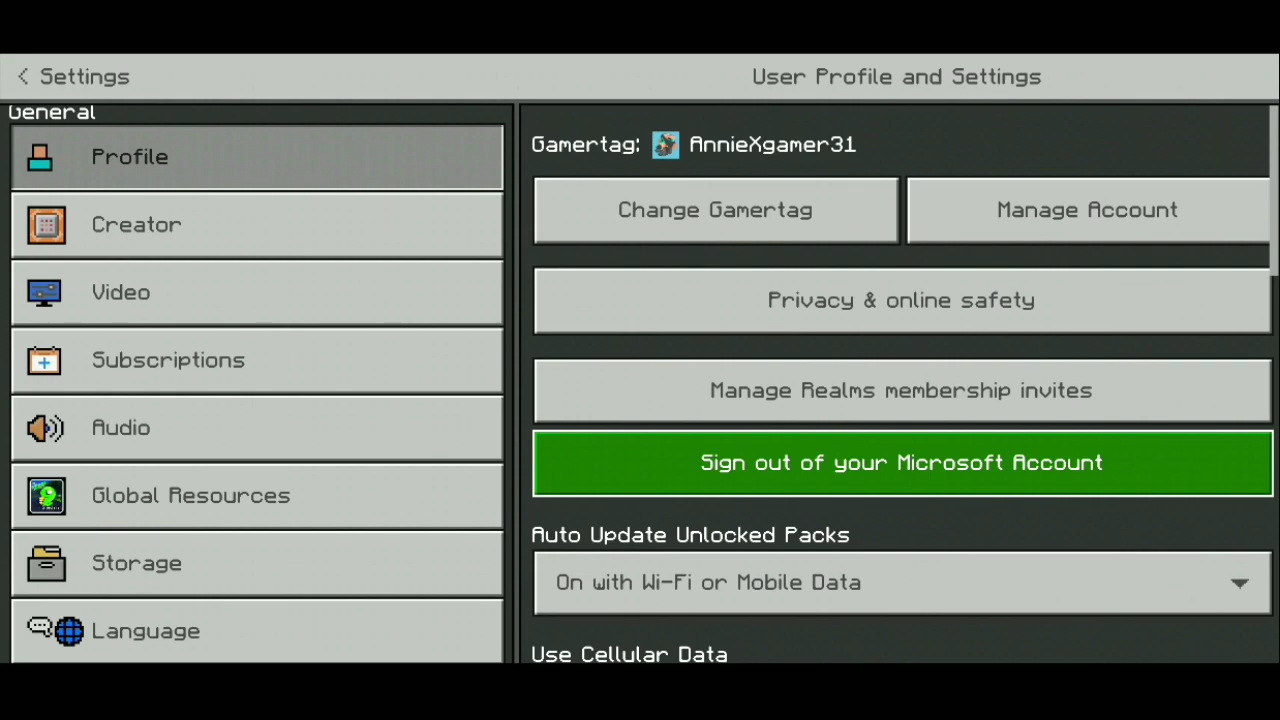 Settings
User Profile and Settings
General
Profile
Creator
Video
Subscriptions
Audio
Global Resources
Storage
Language
Gamertag: AnnieXgamer31
Change Gamertag
Manage Account
Privacy & online safety
Manage Realms membership invites
Sign out of your Microsoft Account
Auto Update Unlocked Packs
On with Wi-Fi or Mobile Data
Use Cellular Data